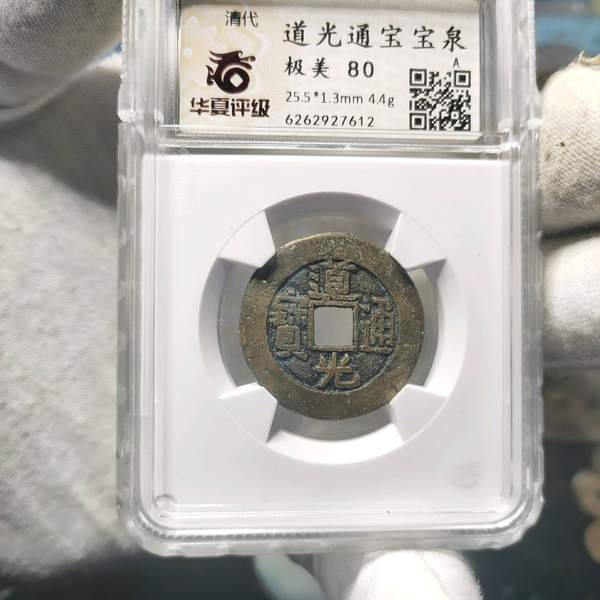 清代
道光通宝宝泉
极美 80
A
25.5*1.3mm 4.4g
华夏评级
6262927612
道
寶 通
光